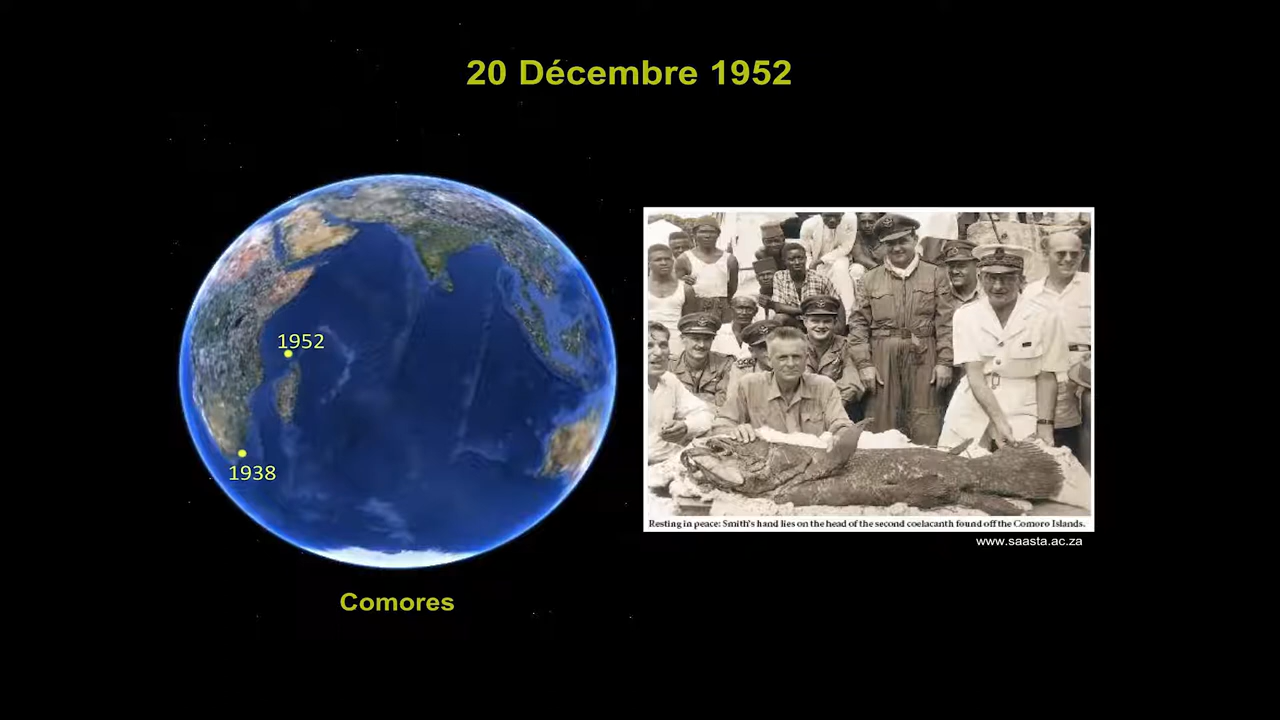 20 Décembre 1952
1952
1938
Resting in peace: Smith's hand lies on the head of the second coelacanth found off the Comoro Islands.
www.saasta.ac.za
Comores